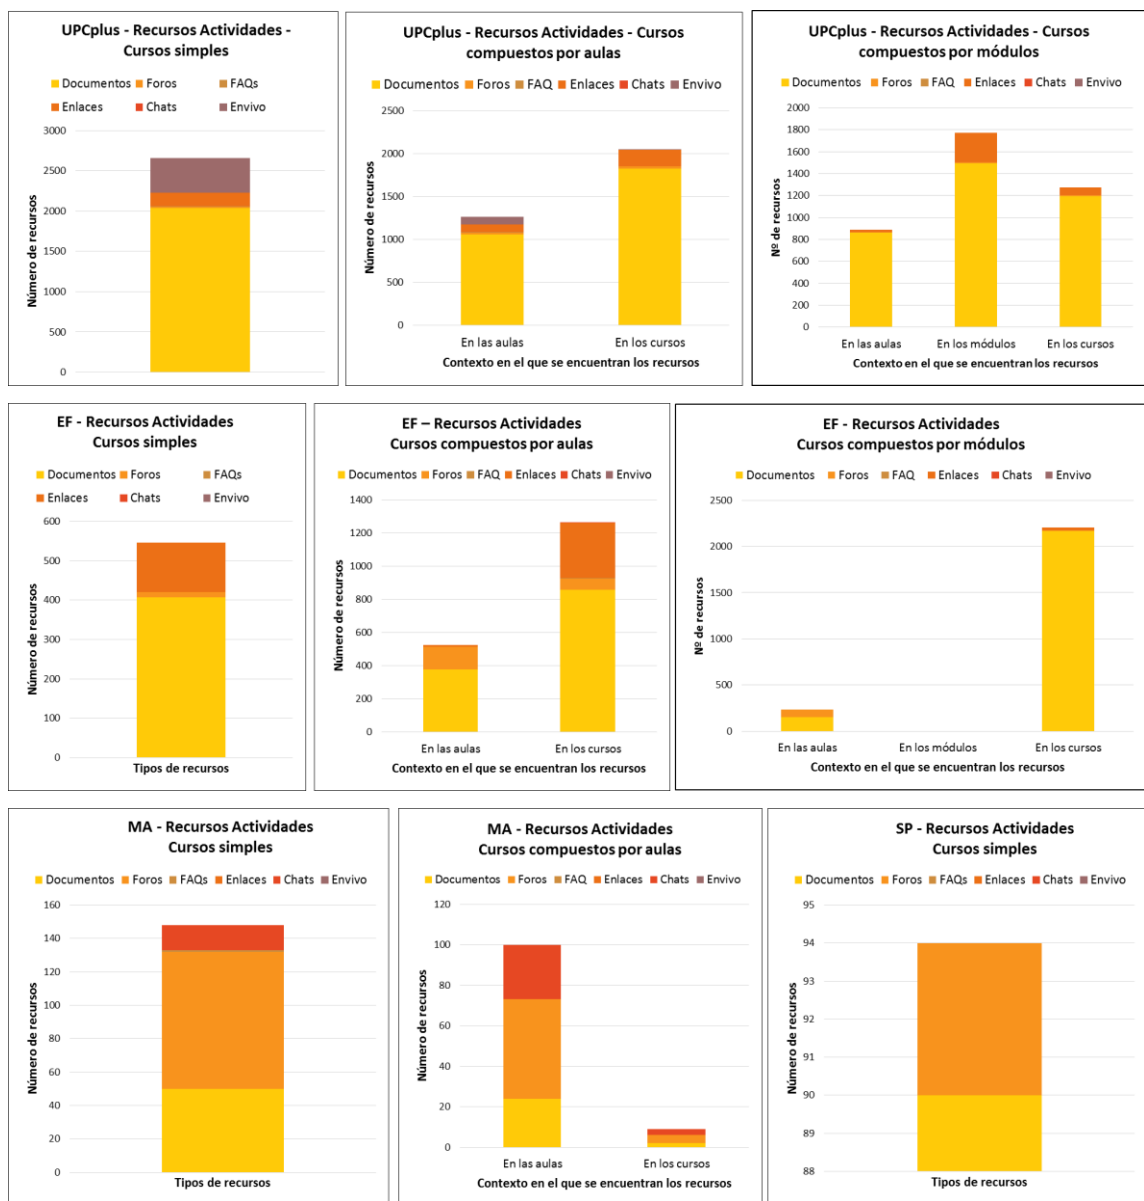 UPCplus - Recursos Actividades -
Cursos simples
Documentos Foros FAQs
Enlaces Chats Envivo
3000
2500
2000
1500
1000
500
0
Número de recursos
UPCplus - Recursos Actividades - Cursos
compuestos por aulas
Documentos Foros FAQ Enlaces Chats Envivo
2500
2000
1500
1000
500
0
Número de recursos
En las aulas En los cursos
Contexto en el que se encuentran los recursos
UPCplus - Recursos Actividades - Cursos
compuestos por módulos
Documentos Foros FAQ Enlaces Chats Envivo
2000
1800
1600
1400
1200
1000
800
600
400
200
0
Nº de recursos
En las aulas En los módulos En los cursos
Contexto en el que se encuentran los recursos
EF - Recursos Actividades
Cursos simples
Documentos Foros FAQs
Enlaces Chats Envivo
600
500
400
300
200
100
0
Número de recursos
Tipos de recursos
EF – Recursos Actividades
Cursos compuestos por aulas
Documentos Foros FAQ Enlaces Chats Envivo
1400
1200
1000
800
600
400
200
0
Número de recursos
En las aulas En los cursos
Contexto en el que se encuentran los recursos
EF - Recursos Actividades
Cursos compuestos por módulos
Documentos Foros FAQ Enlaces Chats Envivo
2500
2000
1500
1000
500
0
Nº de recursos
En las aulas En los módulos En los cursos
Contexto en el que se encuentran los recursos
MA - Recursos Actividades
Cursos simples
Documentos Foros FAQs Enlaces Chats Envivo
160
140
120
100
80
60
40
20
0
Número de recursos
Tipos de recursos
MA - Recursos Actividades
Cursos compuestos por aulas
Documentos Foros FAQ Enlaces Chats Envivo
120
100
80
60
40
20
0
Número de recursos
En las aulas En los cursos
Contexto en el que se encuentran los recursos
SP - Recursos Actividades
Cursos simples
Documentos Foros FAQs Enlaces Chats Envivo
95
94
93
92
91
90
89
88
Número de recursos
Tipos de recursos